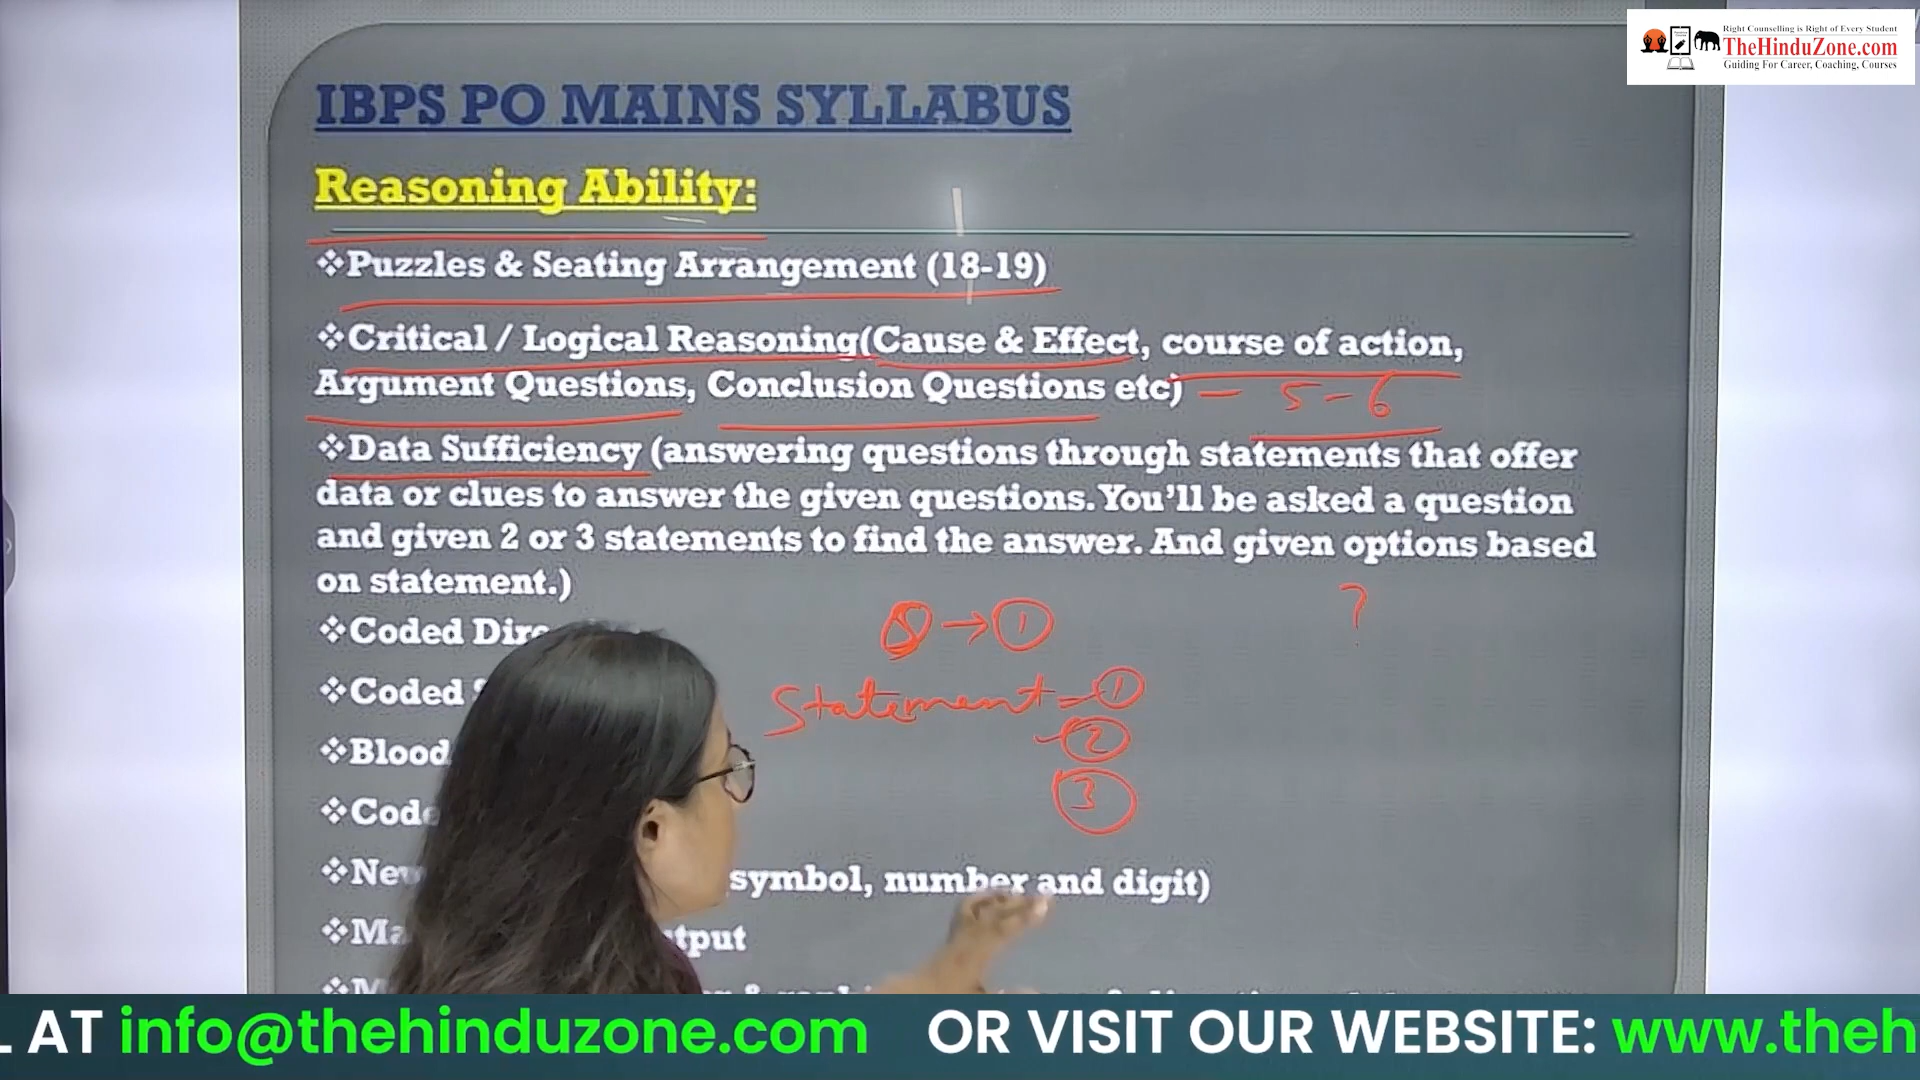 Right Counselling is Right of Every Student
TheHinduZone.com
Guiding For Career, Coaching, Courses
IBPS PO MAINS SYLLABUS
Reasoning Ability:
❖Puzzles & Seating Arrangement (18-19)
❖Critical / Logical Reasoning(Cause & Effect, course of action,
Argument Questions, Conclusion Questions etc) – 5-6
❖Data Sufficiency (answering questions through statements that offer
data or clues to answer the given questions. You'll be asked a question
and given 2 or 3 statements to find the answer. And given options based
on statement.)
?
❖Coded
→ 1
❖Coded
Statement = 1
❖Blood
2
3
symbol, number and digit)
AT info@thehinduzone.com OR VISIT OUR WEBSITE: www.theh